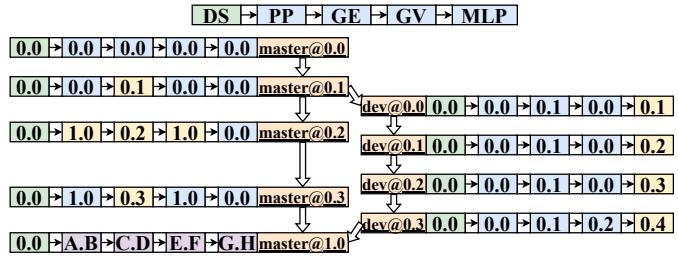 DS PP GE GV MLP
0.0 0.0 0.0 0.0 0.0 master@0.0
0.0 0.0 0.1 0.0 0.0 master@0.1
dev@0.0 0.0 0.0 0.1 0.0 0.1
0.0 1.0 0.2 1.0 0.0 master@0.2
dev@0.1 0.0 0.0 0.1 0.0 0.2
dev@0.2 0.0 0.0 0.1 0.0 0.3
0.0 1.0 0.3 1.0 0.0 master@0.3
dev@0.3 0.0 0.0 0.1 0.2 0.4
0.0 A.B C.D E.F G.H master@1.0